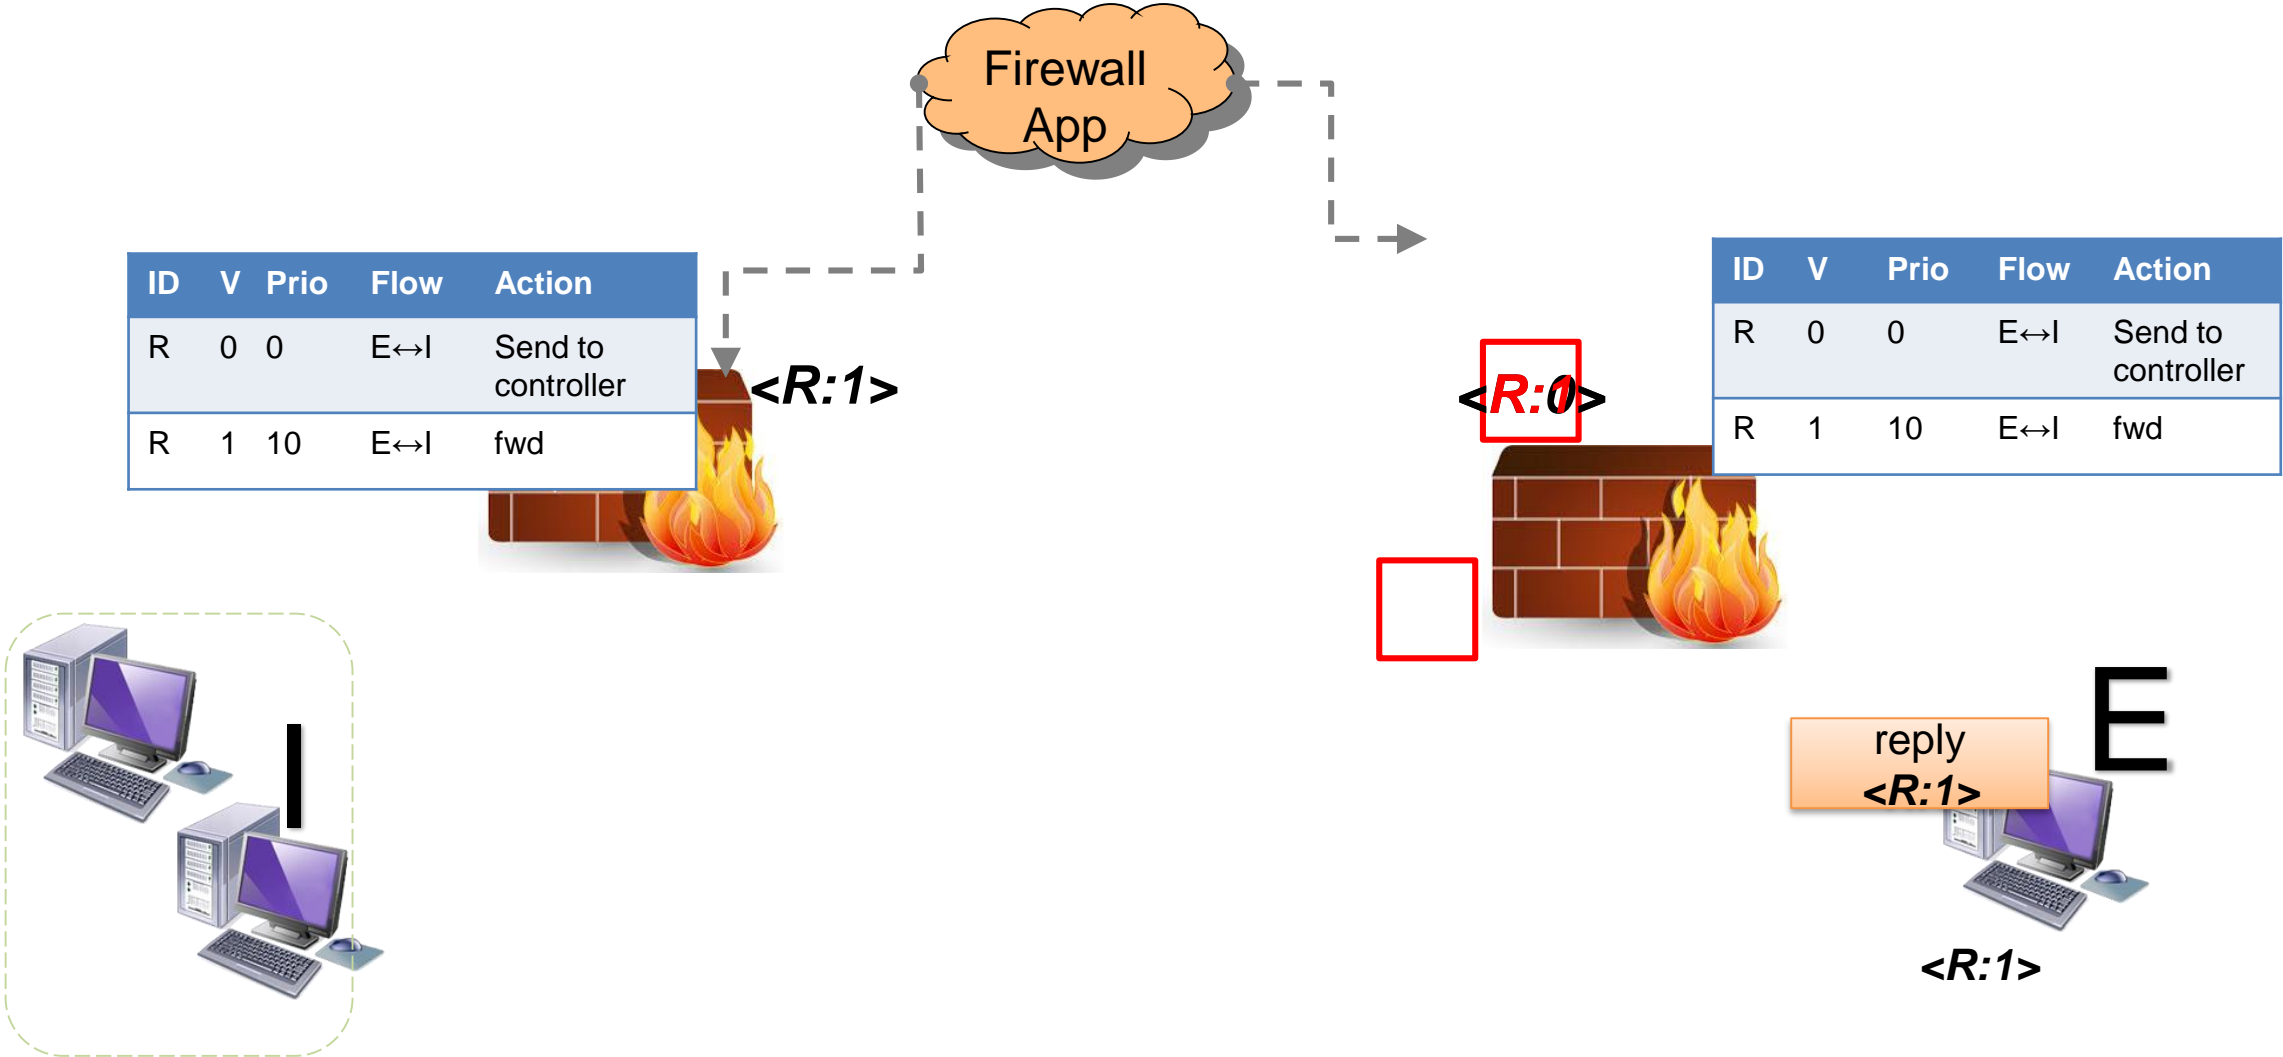 Firewall
App
ID V Prio Flow Action
R 0 0 E↔I Send to
controller
R 1 10 E↔I fwd
<R:1>
ID V Prio Flow Action
R 0 0 E↔I Send to
controller
R 1 10 E↔I fwd
I
E
reply
<R:1>
<R:1>